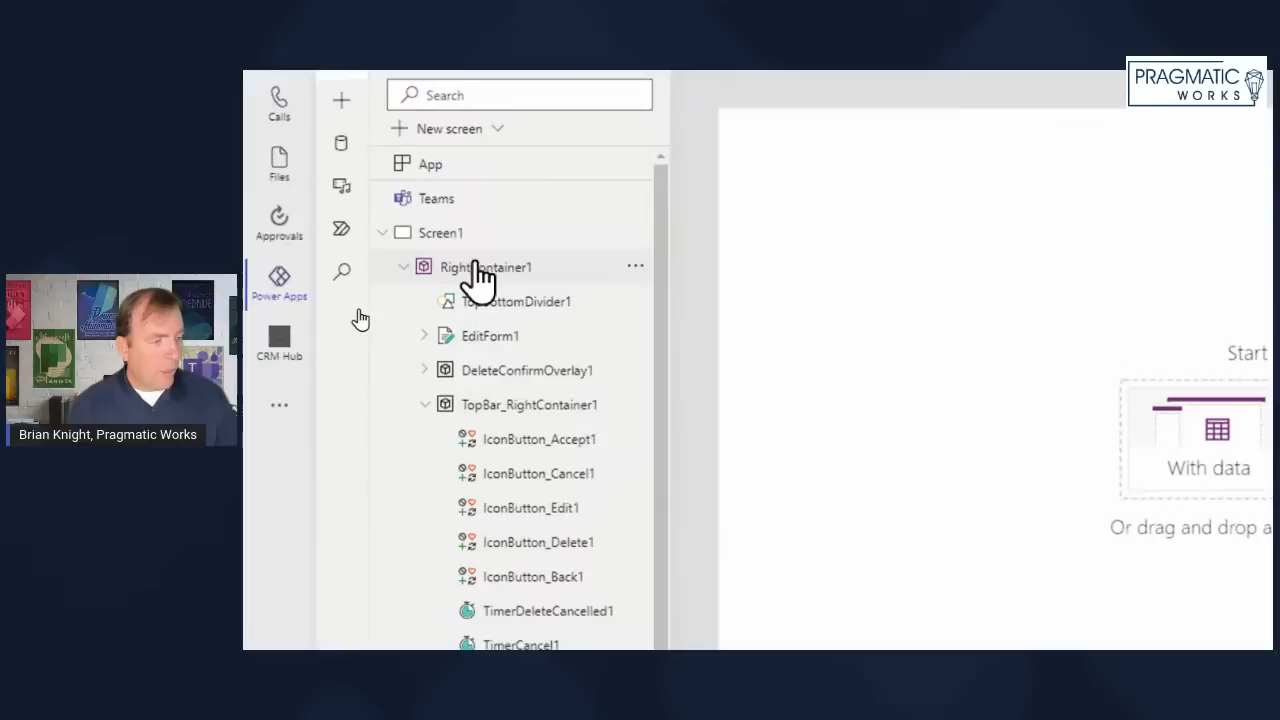 PRAGMATIC
WORKS
Calls
Files
Approvals
Power Apps
CRM Hub
Search
New screen
App
Teams
Screen1
RightContainer1
EditForm1
DeleteConfirmOverlay1
TopBar_RightContainer1
IconButton_Accept1
IconButton_Cancel1
IconButton_Edit1
IconButton_Delete1
IconButton_Back1
TimerDeleteCancelled1
TimerCancel1
Start
With data
Or drag and drop a
Brian Knight, Pragmatic Works